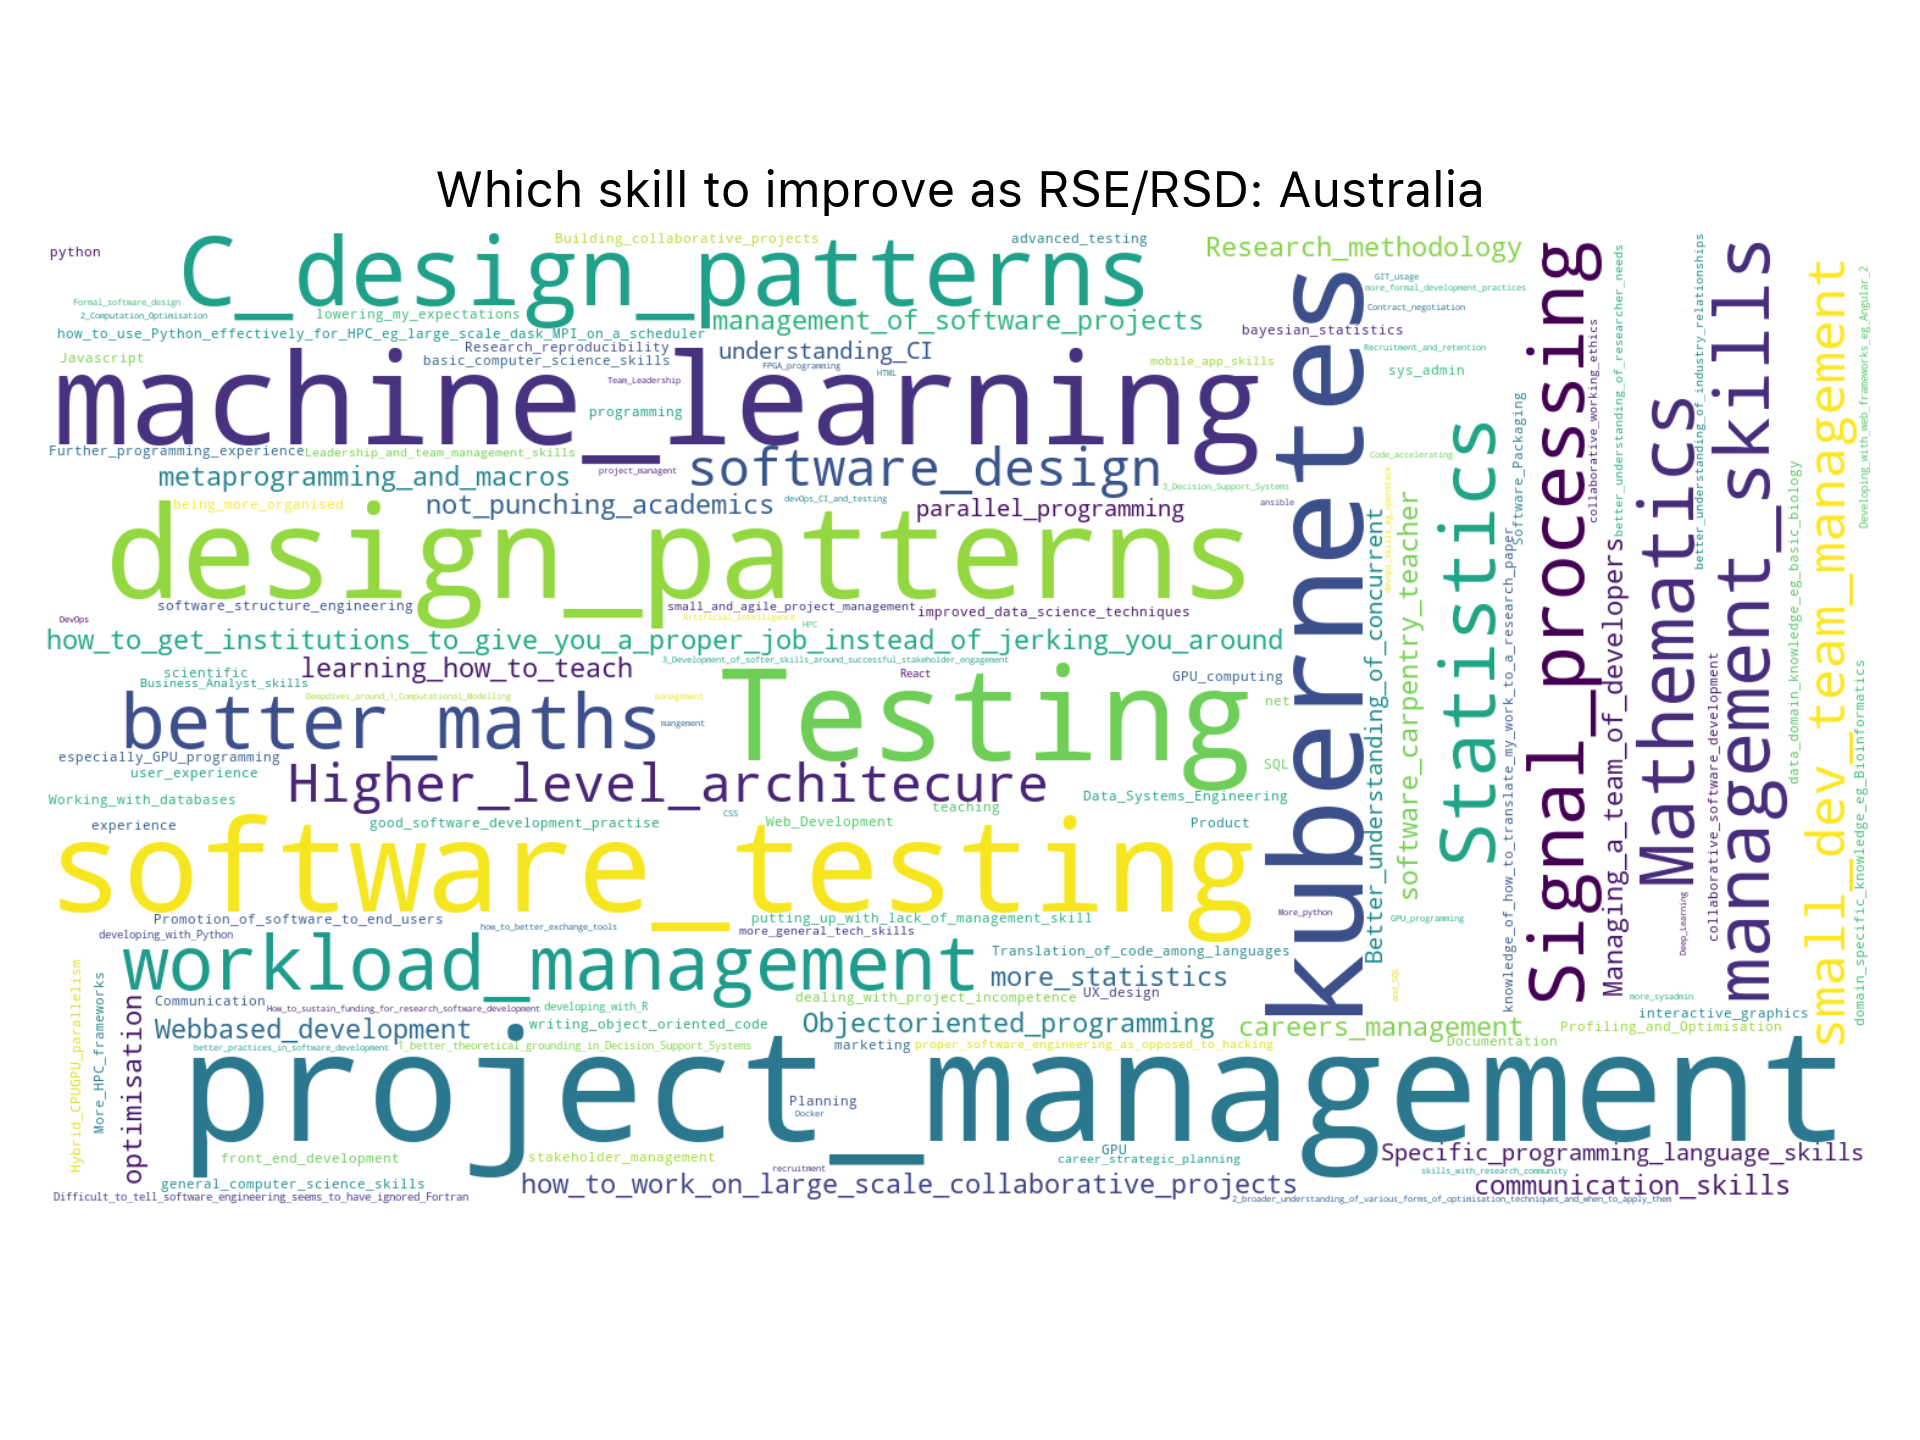 Which skill to improve as RSE/RSD: Australia
python
C_design_patterns
Building_collaborative_projects
advanced_testing
Research_methodology
Formal_software_design
2_Computation_Optimisation
lowering_my_expectations
management_of_software_projects
how_to_use_Python_effectively_for_HPC_eg_large_scale_dask_MPI_on_a_scheduler
GIT_usage
more_formal_development_practices
Contract_negotiation
bayesian_statistics
Recruitment_and_retention
sys_admin
Javascript
Research_reproducibility
basic_computer_science_skills
understanding_CI
FPGA_programming
HTML
mobile_app_skills
machine_learning
Team_Leadership
programming
Further_programming_experience
Leadership_and_team_management_skills
project_managent
software_design
metaprogramming_and_macros
3_Decision_Support_Systems
Code_accelerating
being_more_organised
not_punching_academics
devOps_CI_and_testing
parallel_programming
ansible
design_patterns
software_structure_engineering
small_and_agile_project_management
improved_data_science_techniques
DevOps
Artificial_Intelligence
HPC
how_to_get_institutions_to_give_you_a_proper_job_instead_of_jerking_you_around
scientific
learning_how_to_teach
3_Development_of_softer_skills_around_successful_stakeholder_engagement
React
GPU_computing
Business_Analyst_skills
Deepdives_around_1_Computational_Modelling
management
better_maths
mangement
Testing
net
especially_GPU_programming
user_experience
Higher_level_architecure
SQL
Working_with_databases
teaching
Data_Systems_Engineering
experience
good_software_development_practise
CSS
Web_Development
Product
software_testing
Promotion_of_software_to_end_users
how_to_better_exchange_tools
putting_up_with_lack_of_management_skill
More_python
GPU_programming
developing_with_Python
more_general_tech_skills
workload_management
Translation_of_code_among_languages
more_statistics
Communication
How_to_sustain_funding_for_research_software_development
developing_with_R
dealing_with_project_incompetence
UX_design
more_sysadmin
interactive_graphics
Webbased_development
writing_object_oriented_code
Objectoriented_programming
careers_management
Profiling_and_Optimisation
better_practices_in_software_development
1_better_theoretical_grounding_in_Decision_Support_Systems
marketing
proper_software_engineering_as_opposed_to_hacking
Documentation
project_management
Planning
Docker
front_end_development
stakeholder_management
GPU
career_strategic_planning
Specific_programming_language_skills
recruitment
skills_with_research_community
general_computer_science_skills
how_to_work_on_large_scale_collaborative_projects
communication_skills
Difficult_to_tell_software_engineering_seems_to_have_ignored_Fortran
2_broader_understanding_of_various_forms_of_optimisation_techniques_and_when_to_apply_them
Hybrid_CPUGPU_parallelism
More_HPC_frameworks
optimisation
kubernetes
Better_understanding_of_concurrent
devops_skills_eg_openstack
and_SQL
software_carpentry_teacher
Statistics
knowledge_of_how_to_translate_my_work_to_a_research_paper
Software_Packaging
Signal_processing
collaborative_working_ethics
Managing_a_team_of_developers
better_understanding_of_researcher_needs
Mathematics
Deep_Learning
better_understanding_of_industry_relationships
collaborative_software_development
management_skills
data_domain_knowledge_eg_basic_biology
small_dev_team_management
Developing_with_web_frameworks_eg_Angular_2
domain_specific_knowledge_eg_Bioinformatics